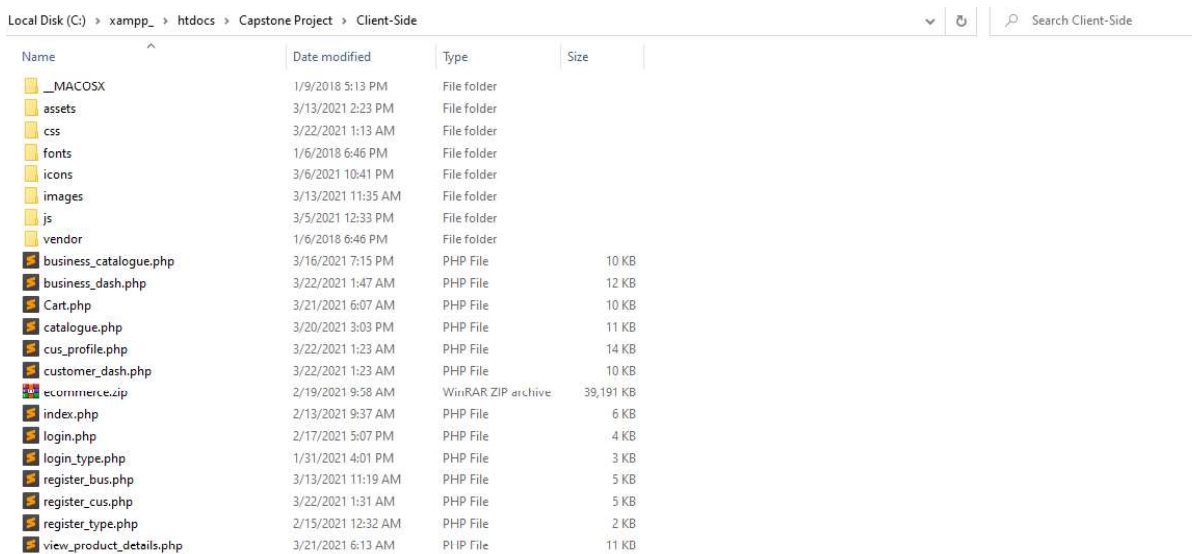 Local Disk (C:) › xampp_ › htdocs › Capstone Project › Client-Side Search Client-Side
Name Date modified Type Size
__MACOSX 1/9/2018 5:13 PM File folder
assets 3/13/2021 2:23 PM File folder
css 3/22/2021 1:13 AM File folder
fonts 1/6/2018 6:46 PM File folder
icons 3/6/2021 10:41 PM File folder
images 3/13/2021 11:35 AM File folder
js 3/5/2021 12:33 PM File folder
vendor 1/6/2018 6:46 PM File folder
business_catalogue.php 3/16/2021 7:15 PM PHP File 10 KB
business_dash.php 3/22/2021 1:47 AM PHP File 12 KB
Cart.php 3/21/2021 6:07 AM PHP File 10 KB
catalogue.php 3/20/2021 3:03 PM PHP File 11 KB
cus_profile.php 3/22/2021 1:23 AM PHP File 14 KB
customer_dash.php 3/22/2021 1:23 AM PHP File 10 KB
ecommerce.zip 2/19/2021 9:58 AM WinRAR ZIP archive 39,191 KB
index.php 2/13/2021 9:37 AM PHP File 6 KB
login.php 2/17/2021 5:07 PM PHP File 4 KB
login_type.php 1/31/2021 4:01 PM PHP File 3 KB
register_bus.php 3/13/2021 11:19 AM PHP File 5 KB
register_cus.php 3/22/2021 1:31 AM PHP File 5 KB
register_type.php 2/15/2021 12:32 AM PHP File 2 KB
view_product_details.php 3/21/2021 6:13 AM PHP File 11 KB